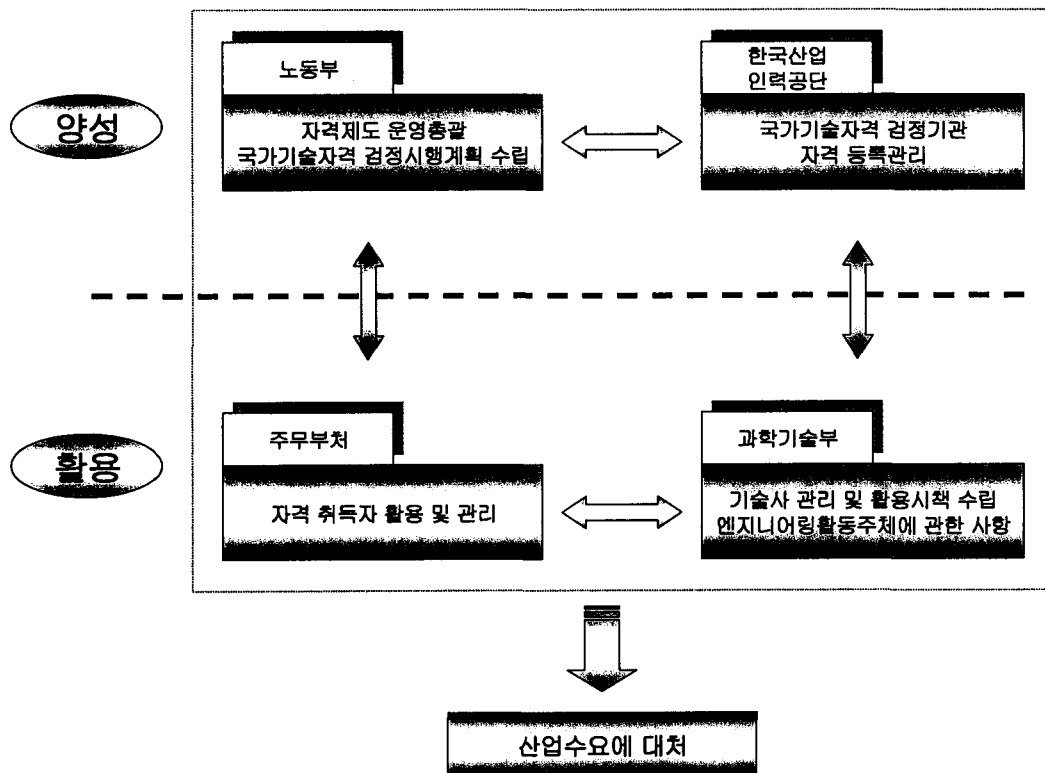 노동부
한국산업
인력공단
양성
자격제도 운영총괄
국가기술자격 검정시행계획 수립
국가기술자격 검정기관
자격 등록관리
주무부처
과학기술부
활용
자격 취득자 활용 및 관리
기술사 관리 및 활용시책 수립
엔지니어링활동주체에 관한 사항
산업수요에 대처